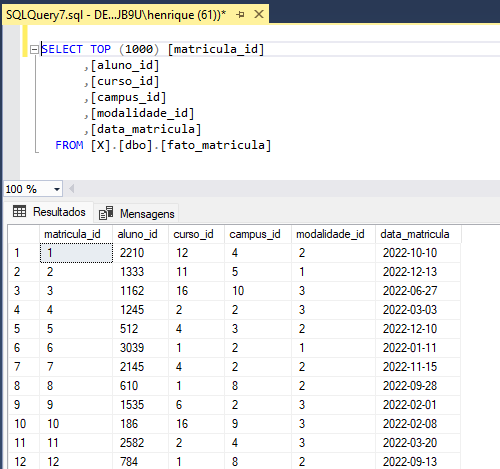 SQLQuery7.sql - DE...JB9U\henrique (61))*
SELECT TOP (1000) [matricula_id]
,[aluno_id]
,[curso_id]
,[campus_id]
,[modalidade_id]
,[data_matricula]
FROM [X].[dbo].[fato_matricula]
100 %
Resultados Mensagens
matricula_id aluno_id curso_id campus_id modalidade_id data_matricula
1 1 2210 12 4 2 2022-10-10
2 2 1333 11 5 1 2022-12-13
3 3 1162 16 10 3 2022-06-27
4 4 1245 2 2 3 2022-03-03
5 5 512 4 3 2 2022-12-10
6 6 3039 1 2 1 2022-01-11
7 7 2145 4 2 2 2022-11-15
8 8 610 1 8 2 2022-09-28
9 9 1535 6 2 3 2022-02-01
10 10 186 16 9 3 2022-02-08
11 11 2582 2 4 3 2022-03-20
12 12 784 1 8 2 2022-09-13